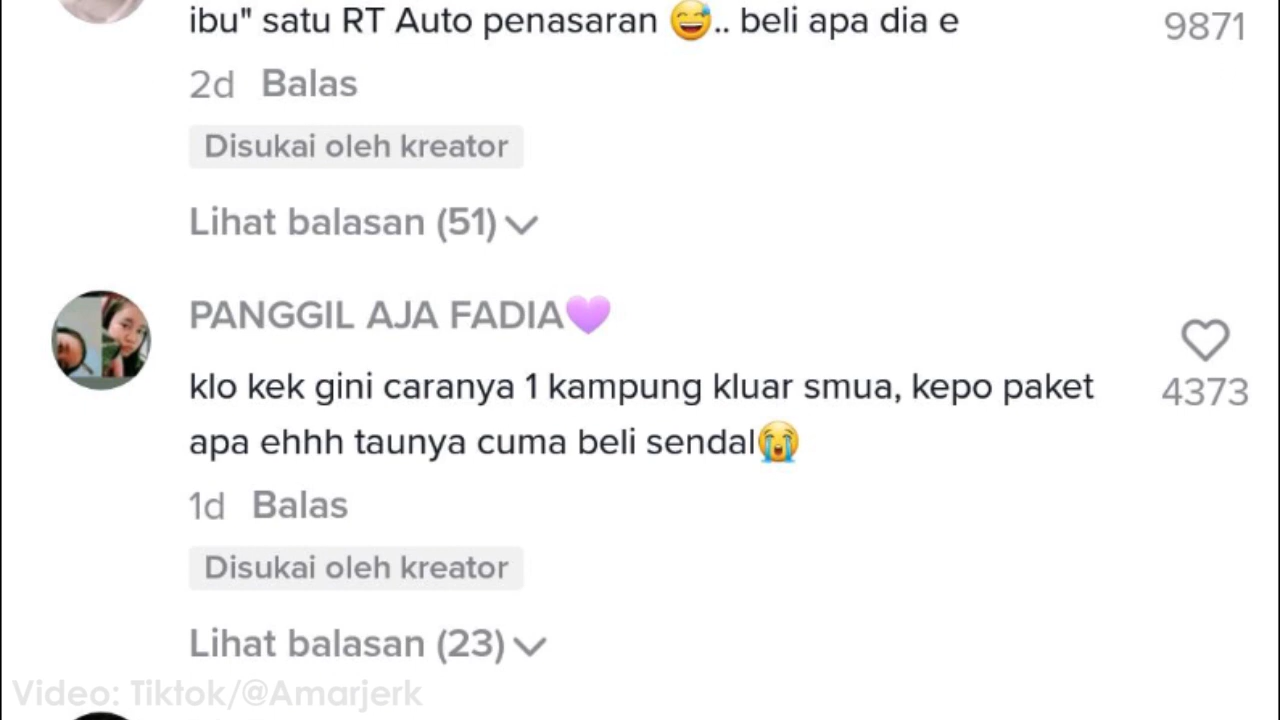 ibu" satu RT Auto penasaran 😅.. beli apa dia e
9871
2d Balas
Disukai oleh kreator
Lihat balasan (51)
PANGGIL AJA FADIA💜
klo kek gini caranya 1 kampung kluar smua, kepo paket
4373
apa ehhh taunya cuma beli sendal😭
1d Balas
Disukai oleh kreator
Lihat balasan (23)
Video: Tiktok/@Amarjerk